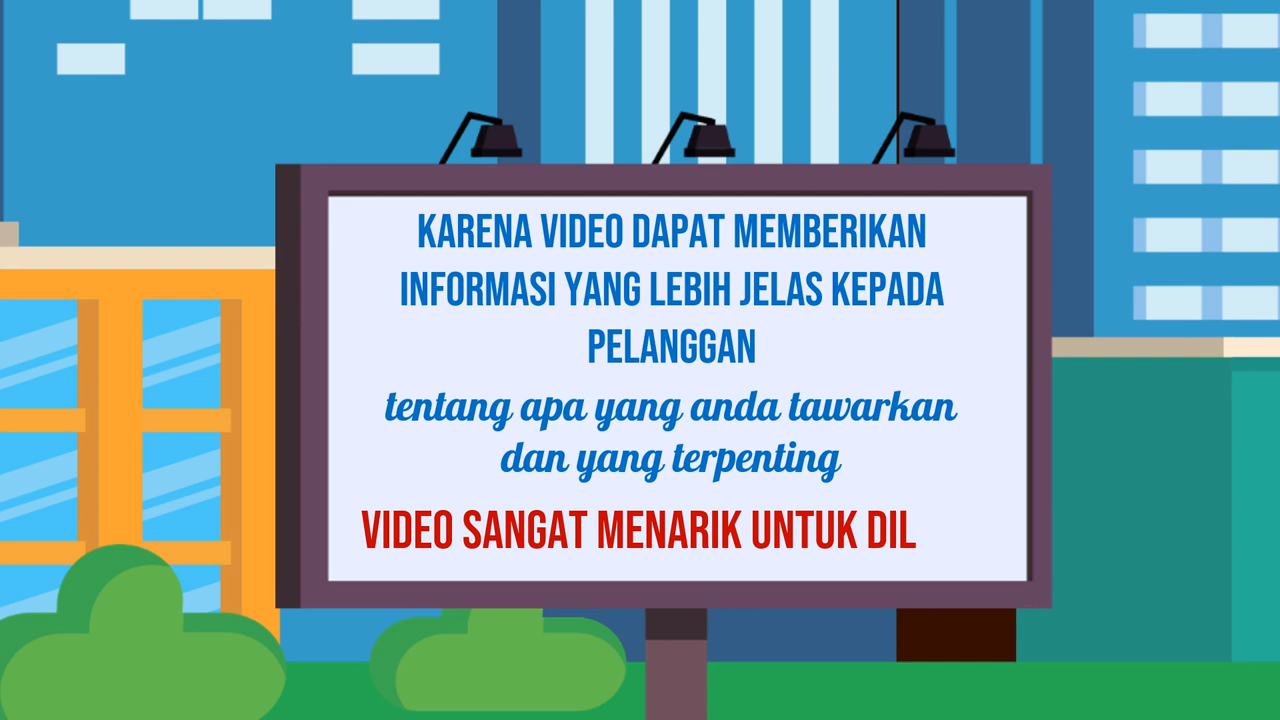 KARENA VIDEO DAPAT MEMBERIKAN
INFORMASI YANG LEBIH JELAS KEPADA
PELANGGAN
tentang apa yang anda tawarkan
dan yang terpenting
VIDEO SANGAT MENARIK UNTUK DIL